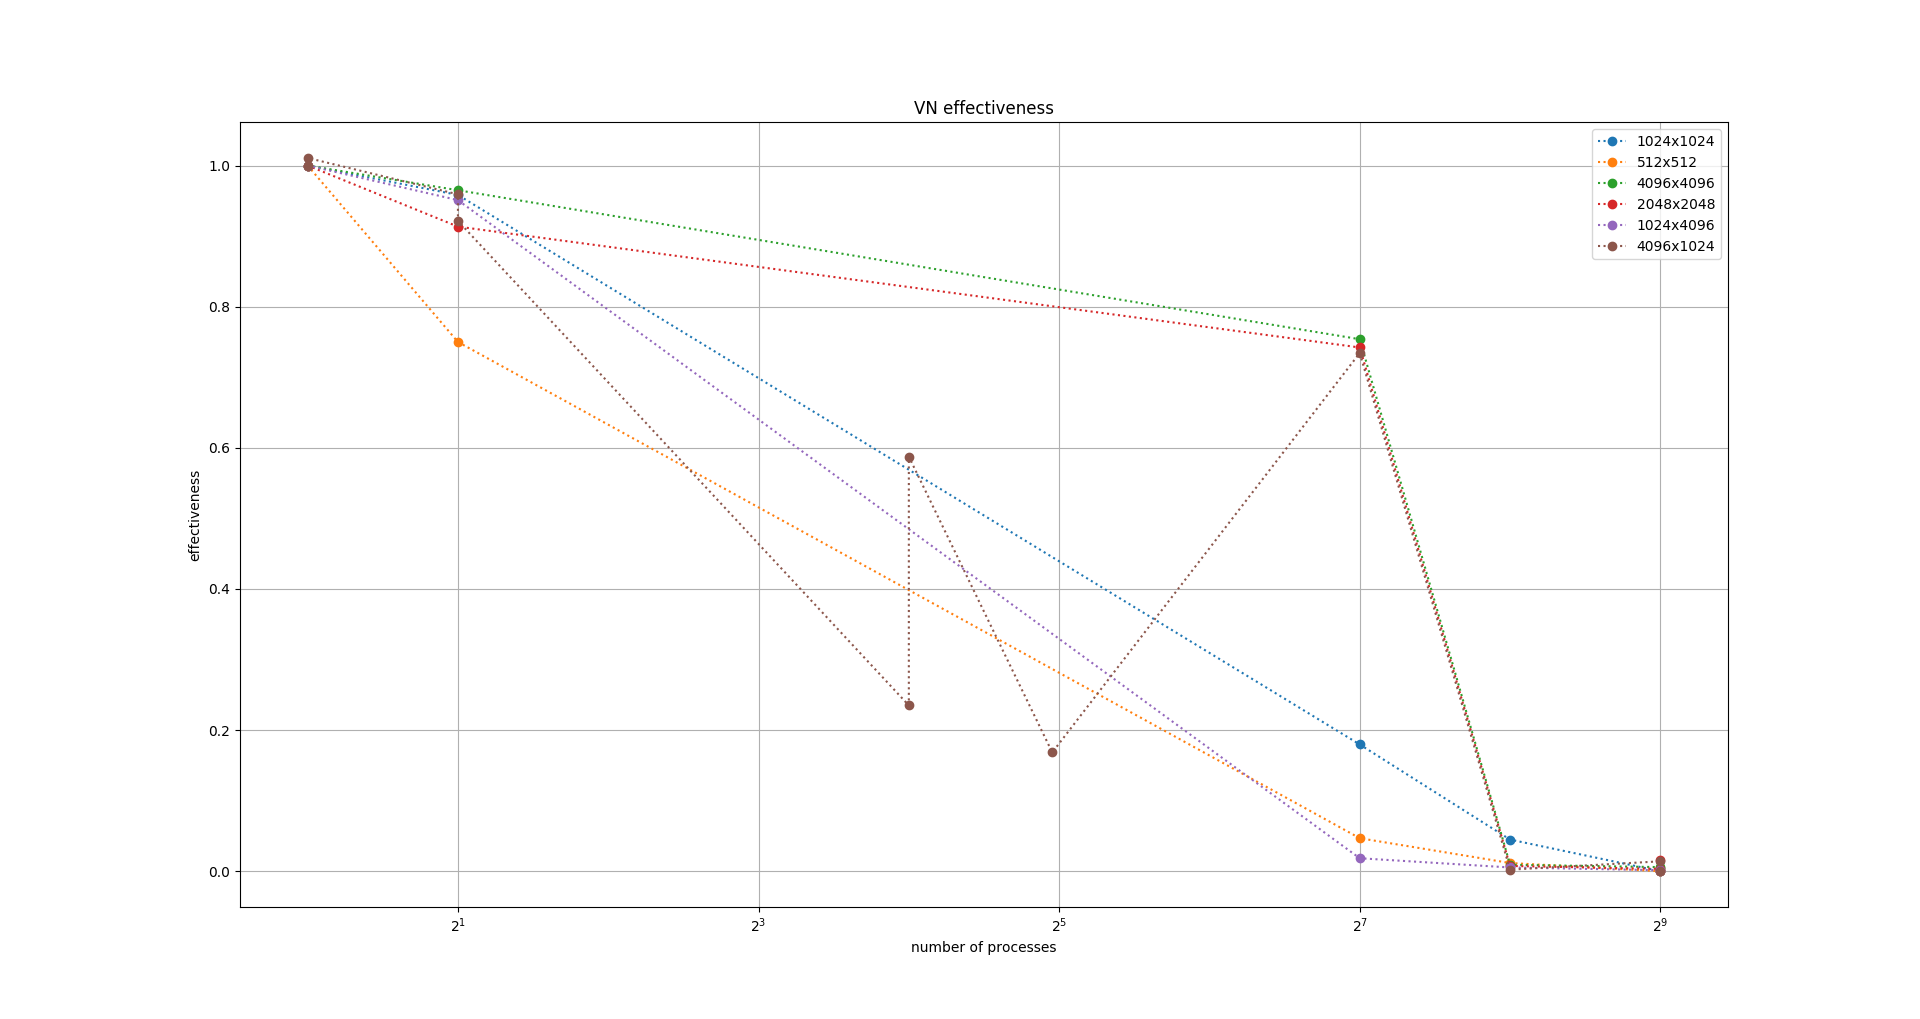 VN effectiveness
1024x1024
512x512
4096x4096
2048x2048
1024x4096
4096x1024
1.0
0.8
0.6
0.4
0.2
0.0
effectiveness
2¹
2³
2⁵
2⁷
2⁹
number of processes